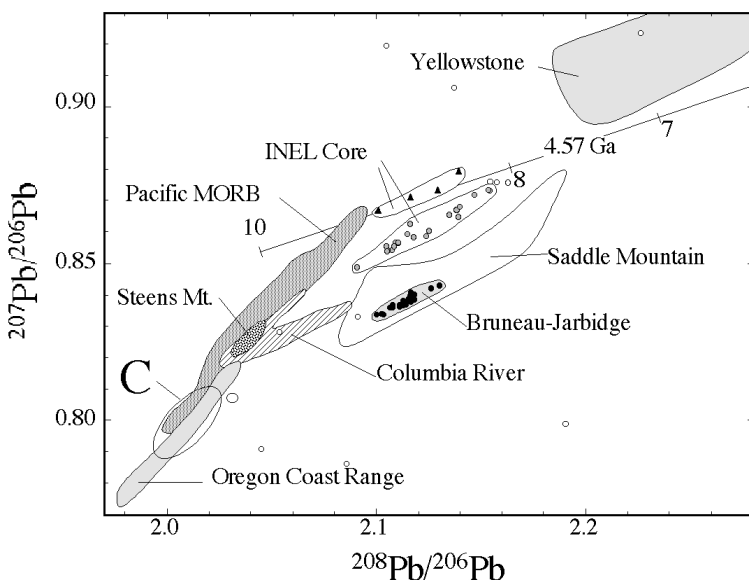 Yellowstone
0.90
7
INEL Core
4.57 Ga
8
Pacific MORB
10
0.85
Saddle Mountain
207Pb/206Pb
Steens Mt.
Bruneau-Jarbidge
Columbia River
C
0.80
Oregon Coast Range
2.0
2.1
2.2
208Pb/206Pb